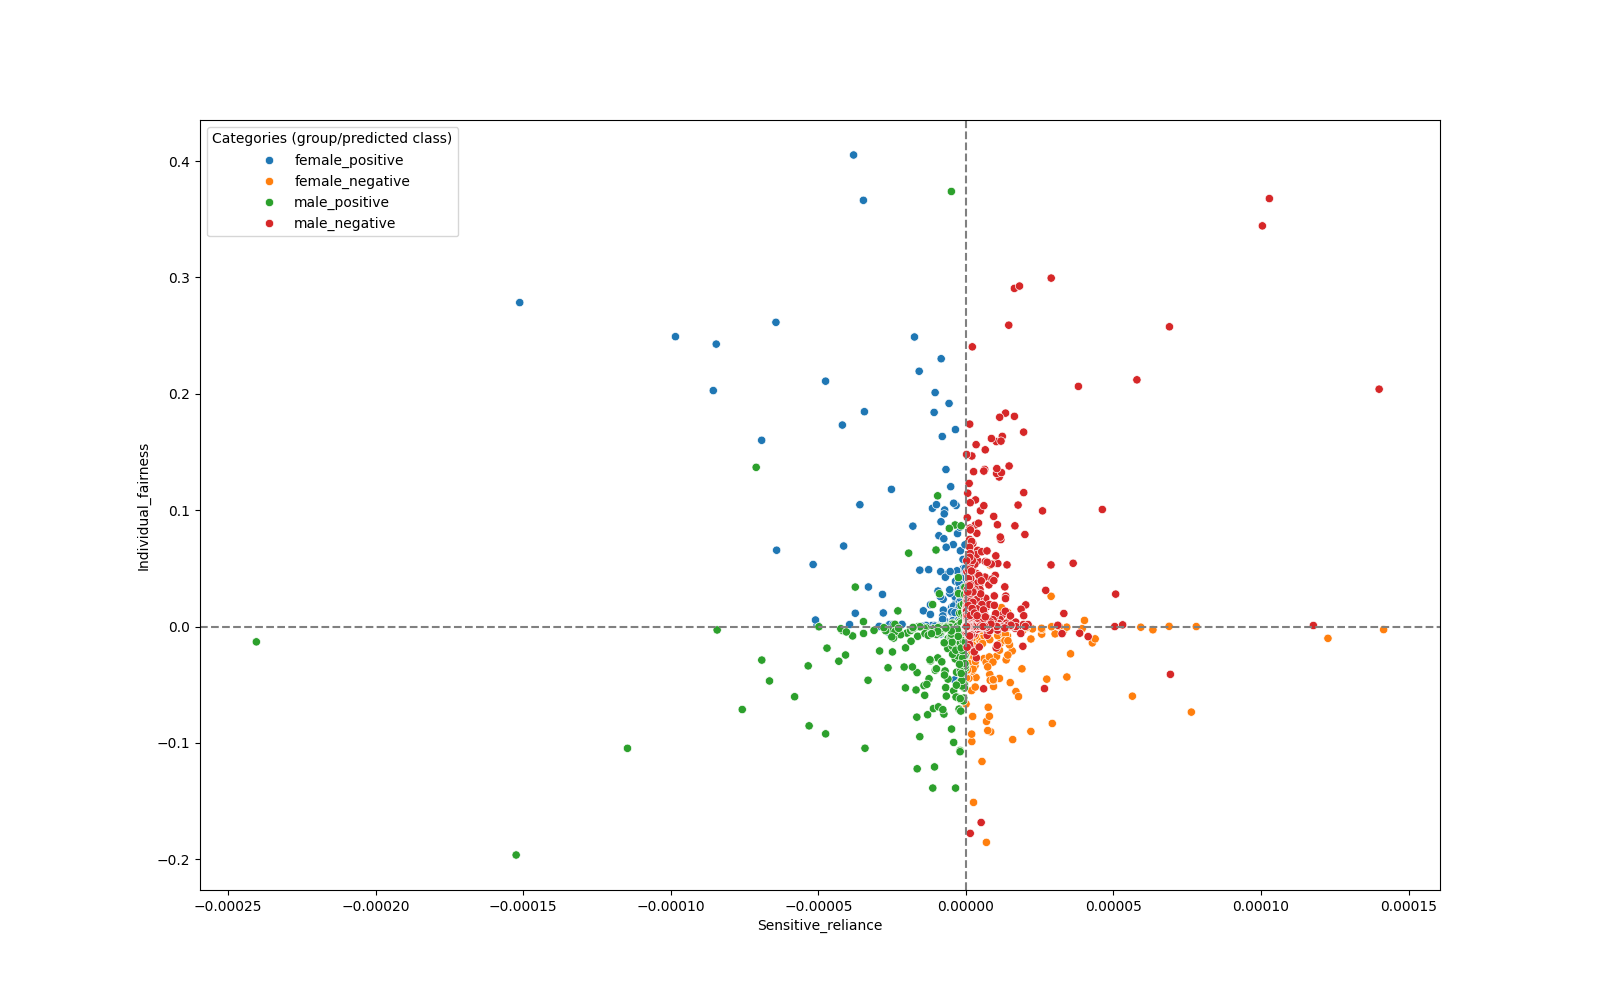 Categories (group/predicted class)
female_positive
female_negative
male_positive
male_negative
Individual_fairness
0.4
0.3
0.2
0.1
0.0
−0.1
−0.2
−0.00025 −0.00020 −0.00015 −0.00010 −0.00005 0.00000 0.00005 0.00010 0.00015
Sensitive_reliance